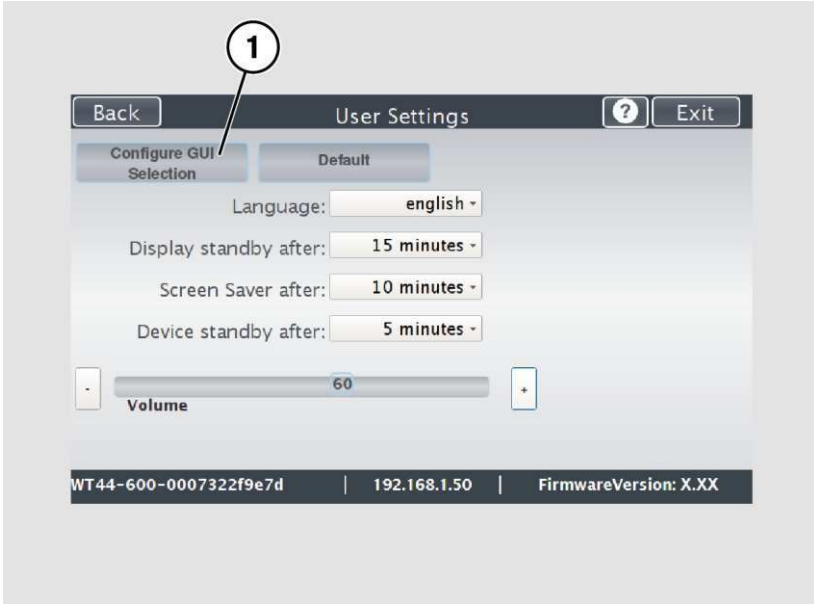 1
Back User Settings ? Exit
Configure GUI Default
Selection
Language: english
Display standby after: 15 minutes
Screen Saver after: 10 minutes
Device standby after: 5 minutes
- 60 +
Volume
WT44-600-0007322f9e7d | 192.168.1.50 | FirmwareVersion: X.XX